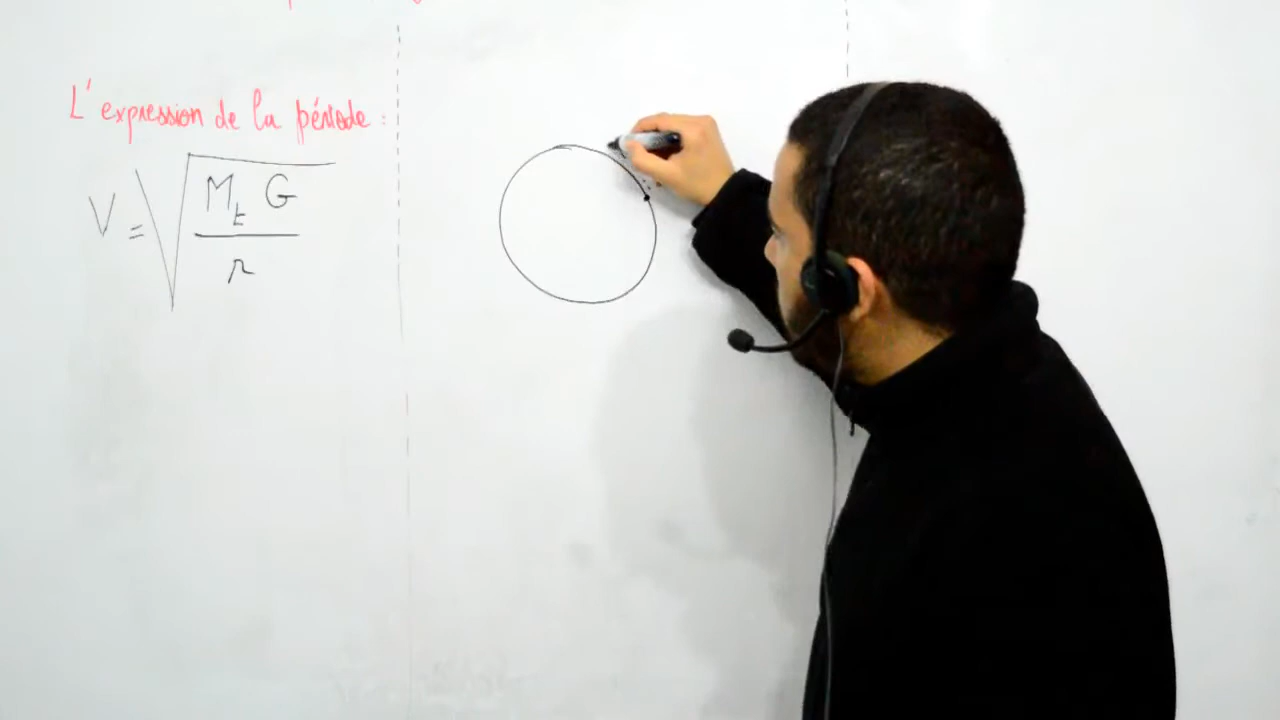 L'expression de la période :
V = √(M_t G / r)